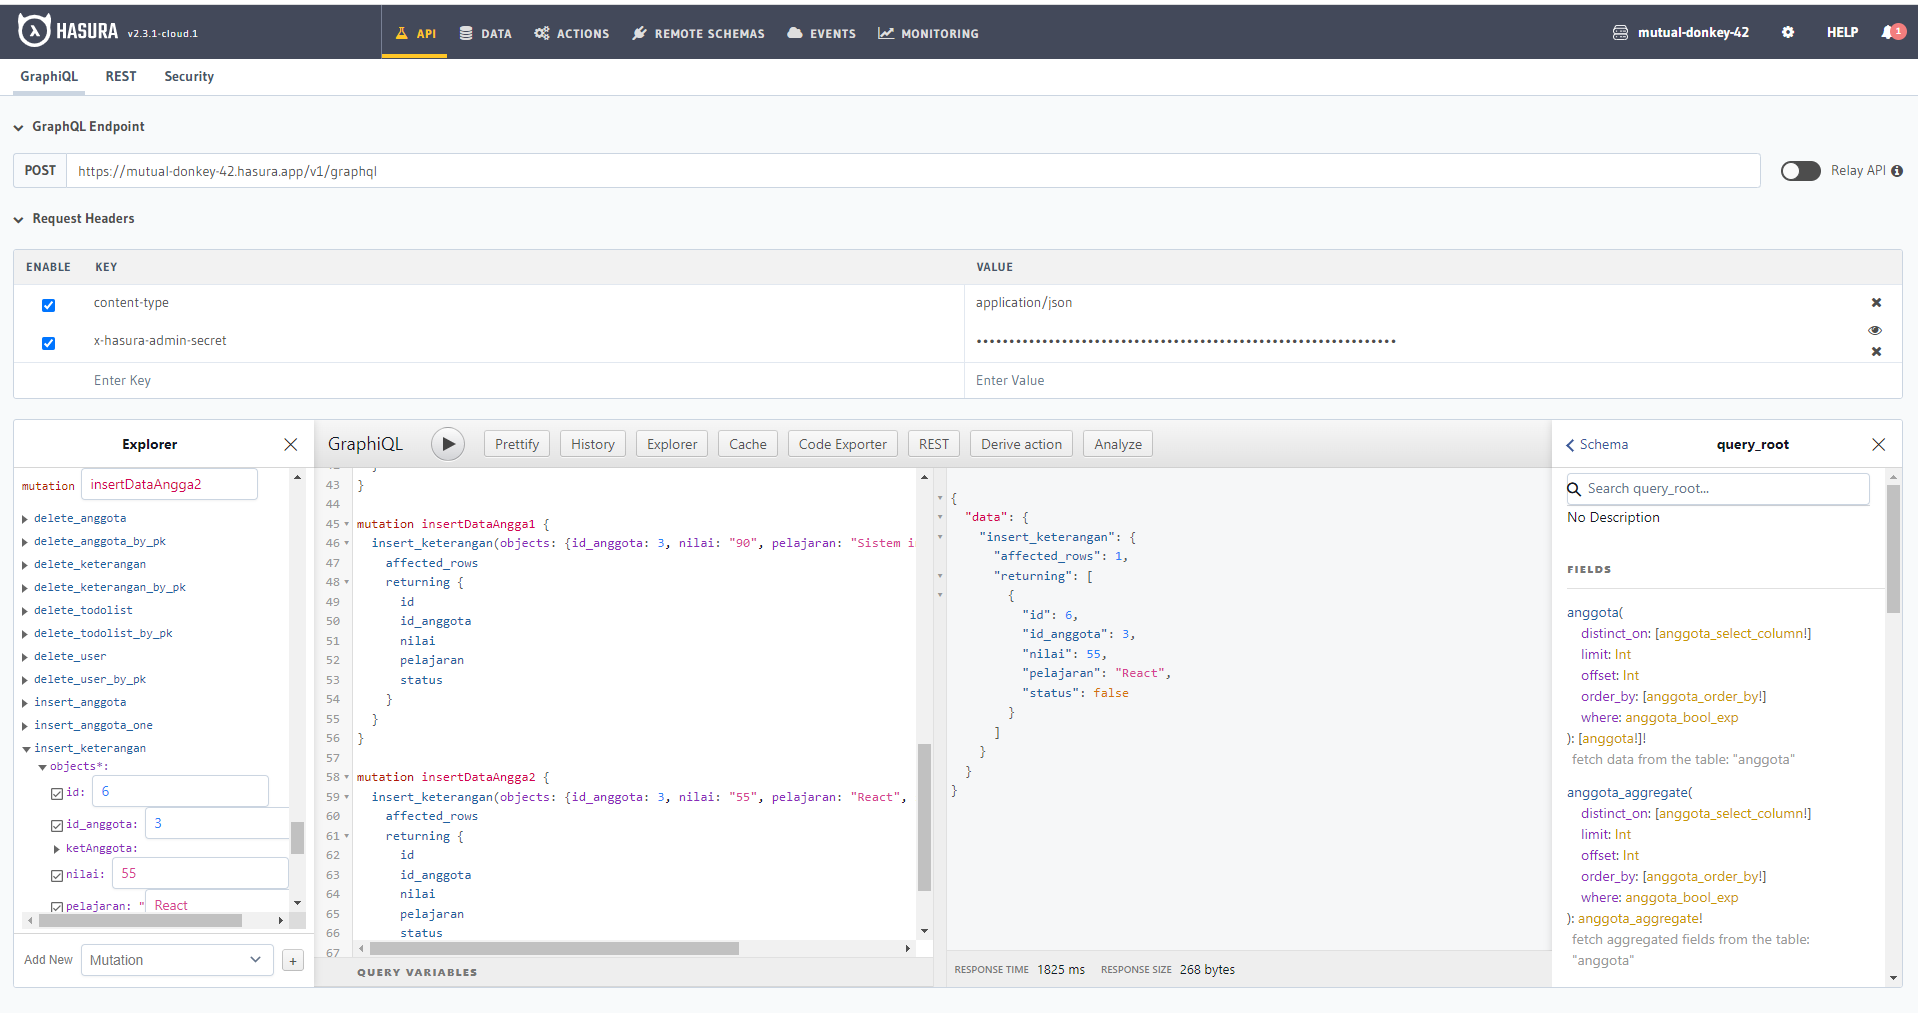 HASURA v2.3.1-cloud.1
API DATA ACTIONS REMOTE SCHEMAS EVENTS MONITORING
mutual-donkey-42 HELP 1
GraphiQL REST Security
GraphQL Endpoint
POST https://mutual-donkey-42.hasura.app/v1/graphql Relay API
Request Headers
ENABLE KEY VALUE
content-type application/json
x-hasura-admin-secret ••••••••••••••••••••••••••••••••••••••••••••••••••••••••••••••••
Enter Key Enter Value
Explorer
mutation insertDataAngga2
delete_anggota
delete_anggota_by_pk
delete_keterangan
delete_keterangan_by_pk
delete_todolist
delete_todolist_by_pk
delete_user
delete_user_by_pk
insert_anggota
insert_anggota_one
insert_keterangan
objects*:
id: 6
id_anggota: 3
ketAnggota:
nilai: 55
pelajaran: " React
Add New Mutation +
GraphiQL Prettify History Explorer Cache Code Exporter REST Derive action Analyze
43 }
44
45 mutation insertDataAngga1 {
46 insert_keterangan(objects: {id_anggota: 3, nilai: "90", pelajaran: "Sistem i
47 affected_rows
48 returning {
49 id
50 id_anggota
51 nilai
52 pelajaran
53 status
54 }
55 }
56 }
57
58 mutation insertDataAngga2 {
59 insert_keterangan(objects: {id_anggota: 3, nilai: "55", pelajaran: "React",
60 affected_rows
61 returning {
62 id
63 id_anggota
64 nilai
65 pelajaran
66 status
67
QUERY VARIABLES
{
"data": {
"insert_keterangan": {
"affected_rows": 1,
"returning": [
{
"id": 6,
"id_anggota": 3,
"nilai": 55,
"pelajaran": "React",
"status": false
}
]
}
}
}
RESPONSE TIME 1825 ms RESPONSE SIZE 268 bytes
Schema query_root
Search query_root...
No Description
FIELDS
anggota(
distinct_on: [anggota_select_column!]
limit: Int
offset: Int
order_by: [anggota_order_by!]
where: anggota_bool_exp
): [anggota!]!
fetch data from the table: "anggota"
anggota_aggregate(
distinct_on: [anggota_select_column!]
limit: Int
offset: Int
order_by: [anggota_order_by!]
where: anggota_bool_exp
): anggota_aggregate!
fetch aggregated fields from the table:
"anggota"